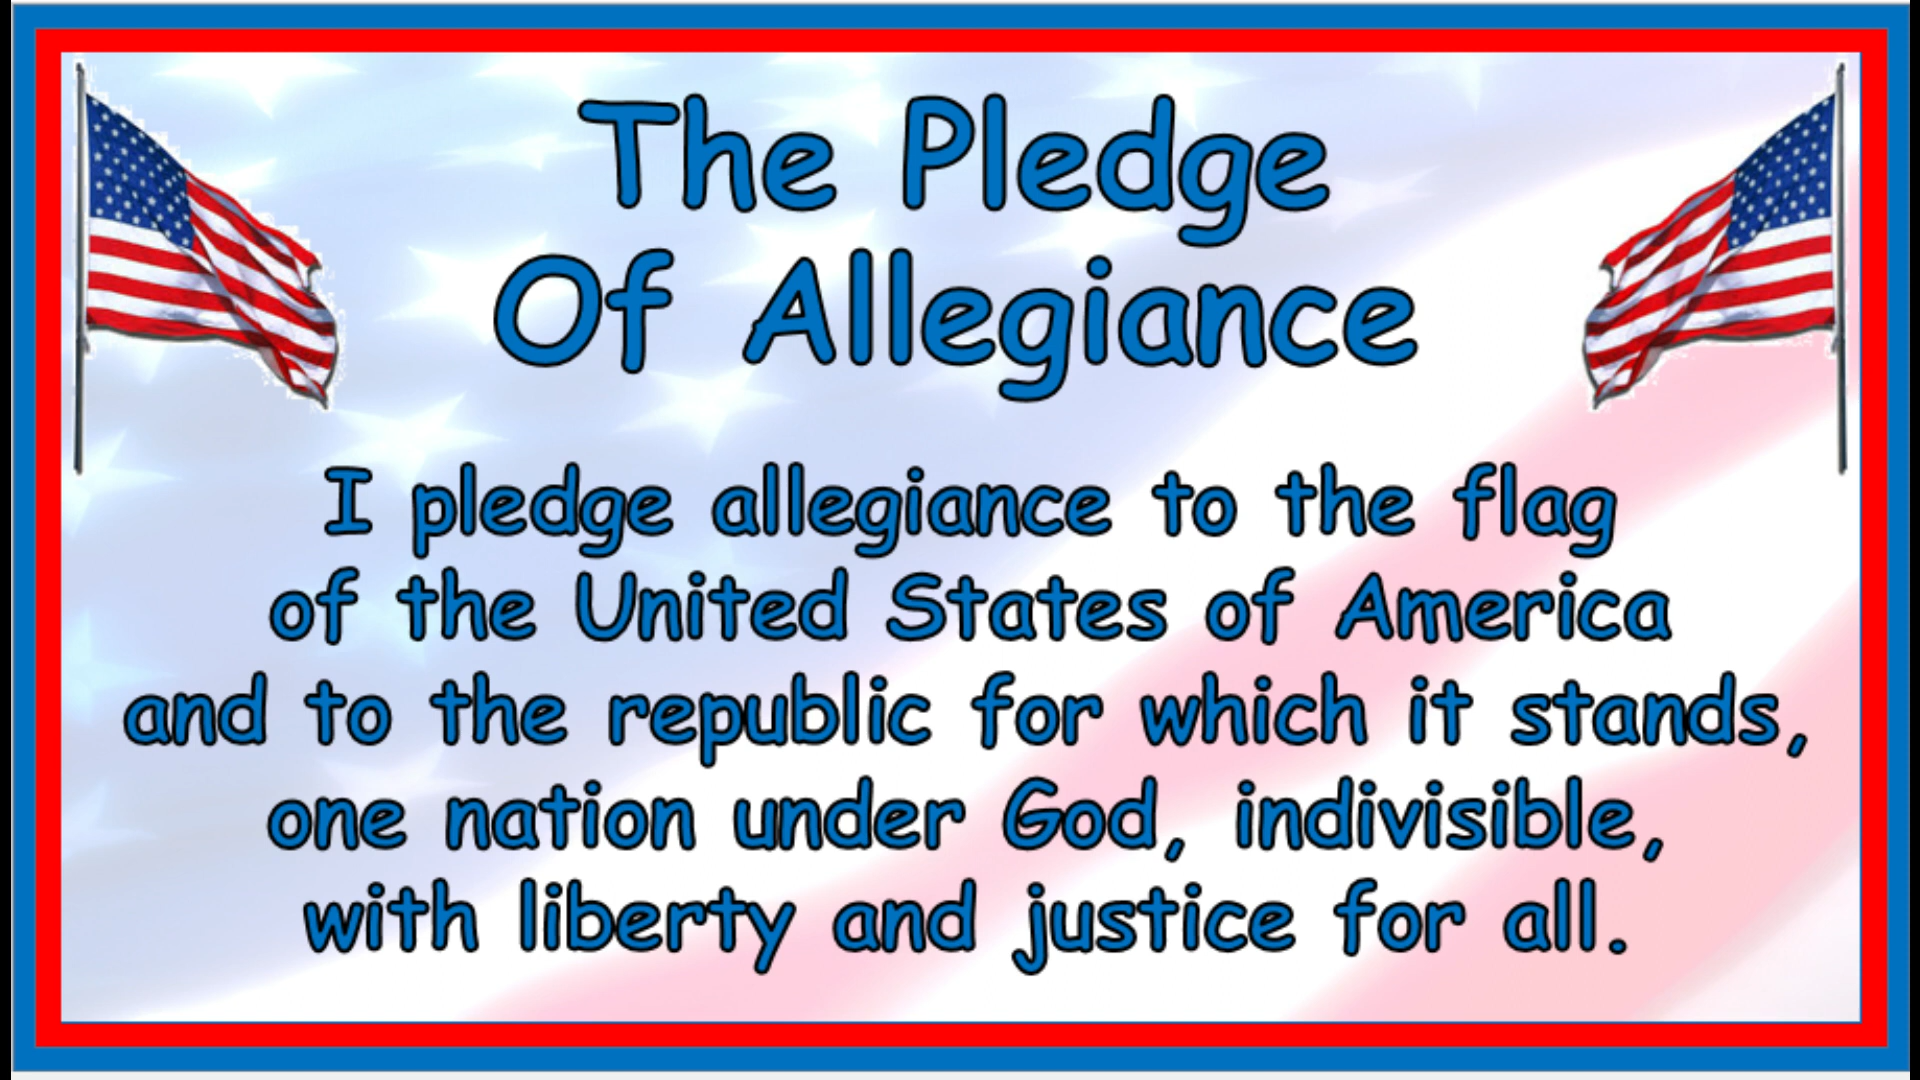 The Pledge
Of Allegiance
I pledge allegiance to the flag
of the United States of America
and to the republic for which it stands,
one nation under God, indivisible,
with liberty and justice for all.